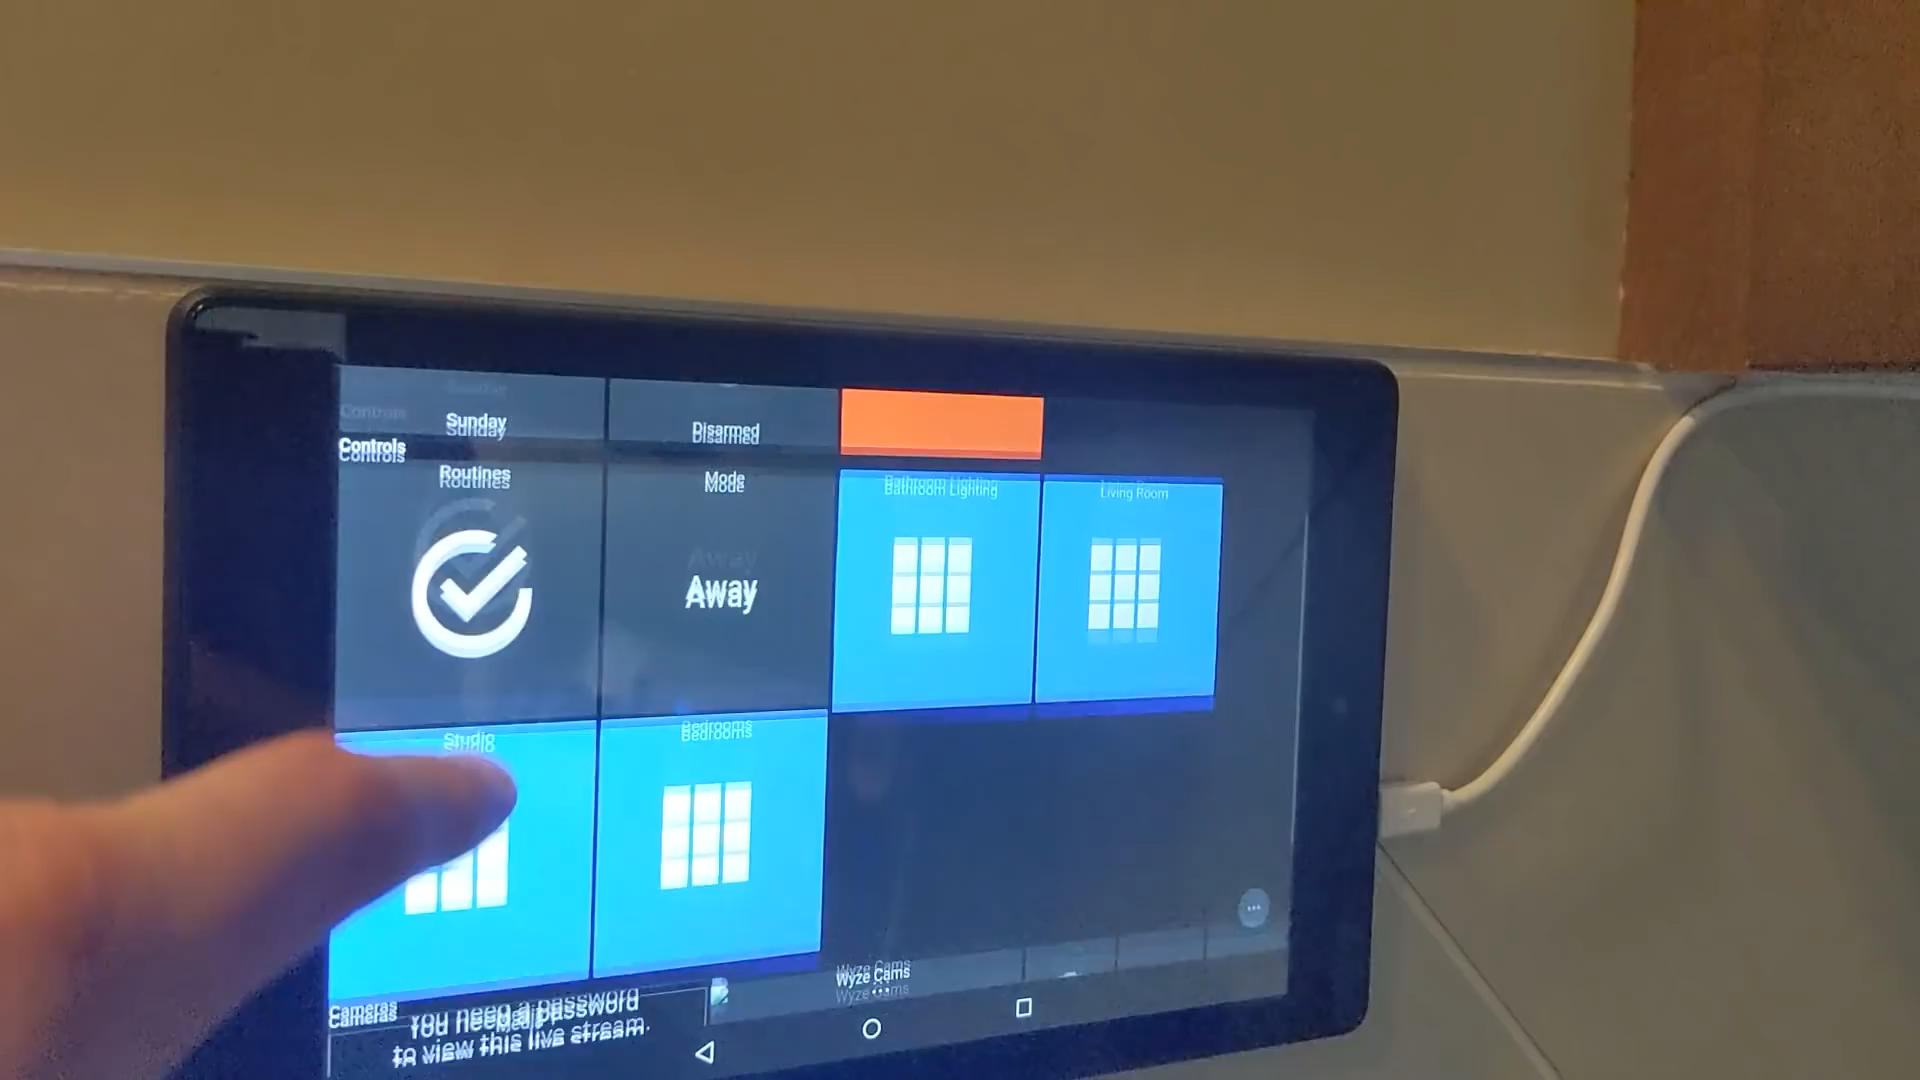 Sunday
Disarmed
Controls
Routines
Mode
Bathroom Lighting
Living Room
Away
Studio
Bedrooms
Wyze Cams
Cameras
You need a password
to view this live stream.